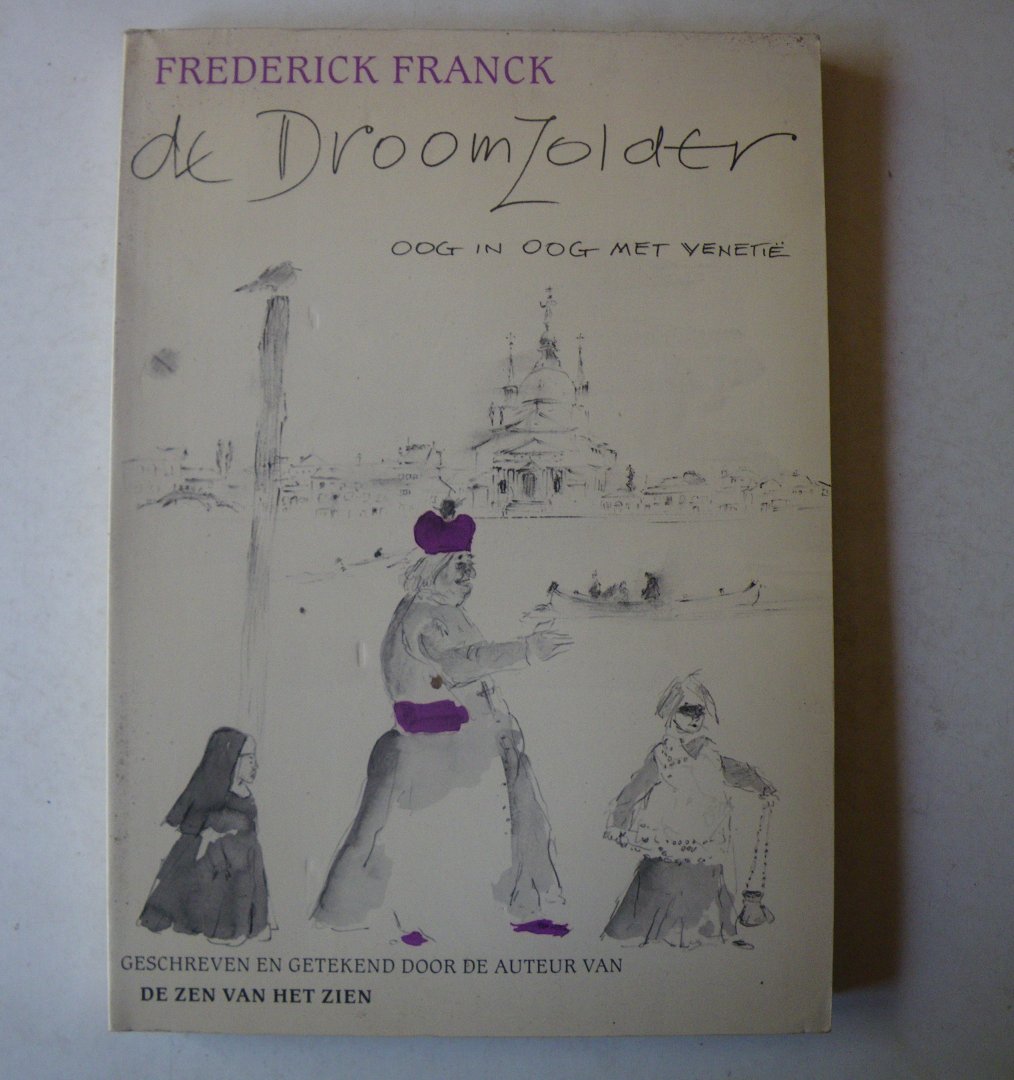 FREDERICK FRANCK
de Droomzolder
OOG IN OOG MET VENETIË
GESCHREVEN EN GETEKEND DOOR DE AUTEUR VAN
DE ZEN VAN HET ZIEN